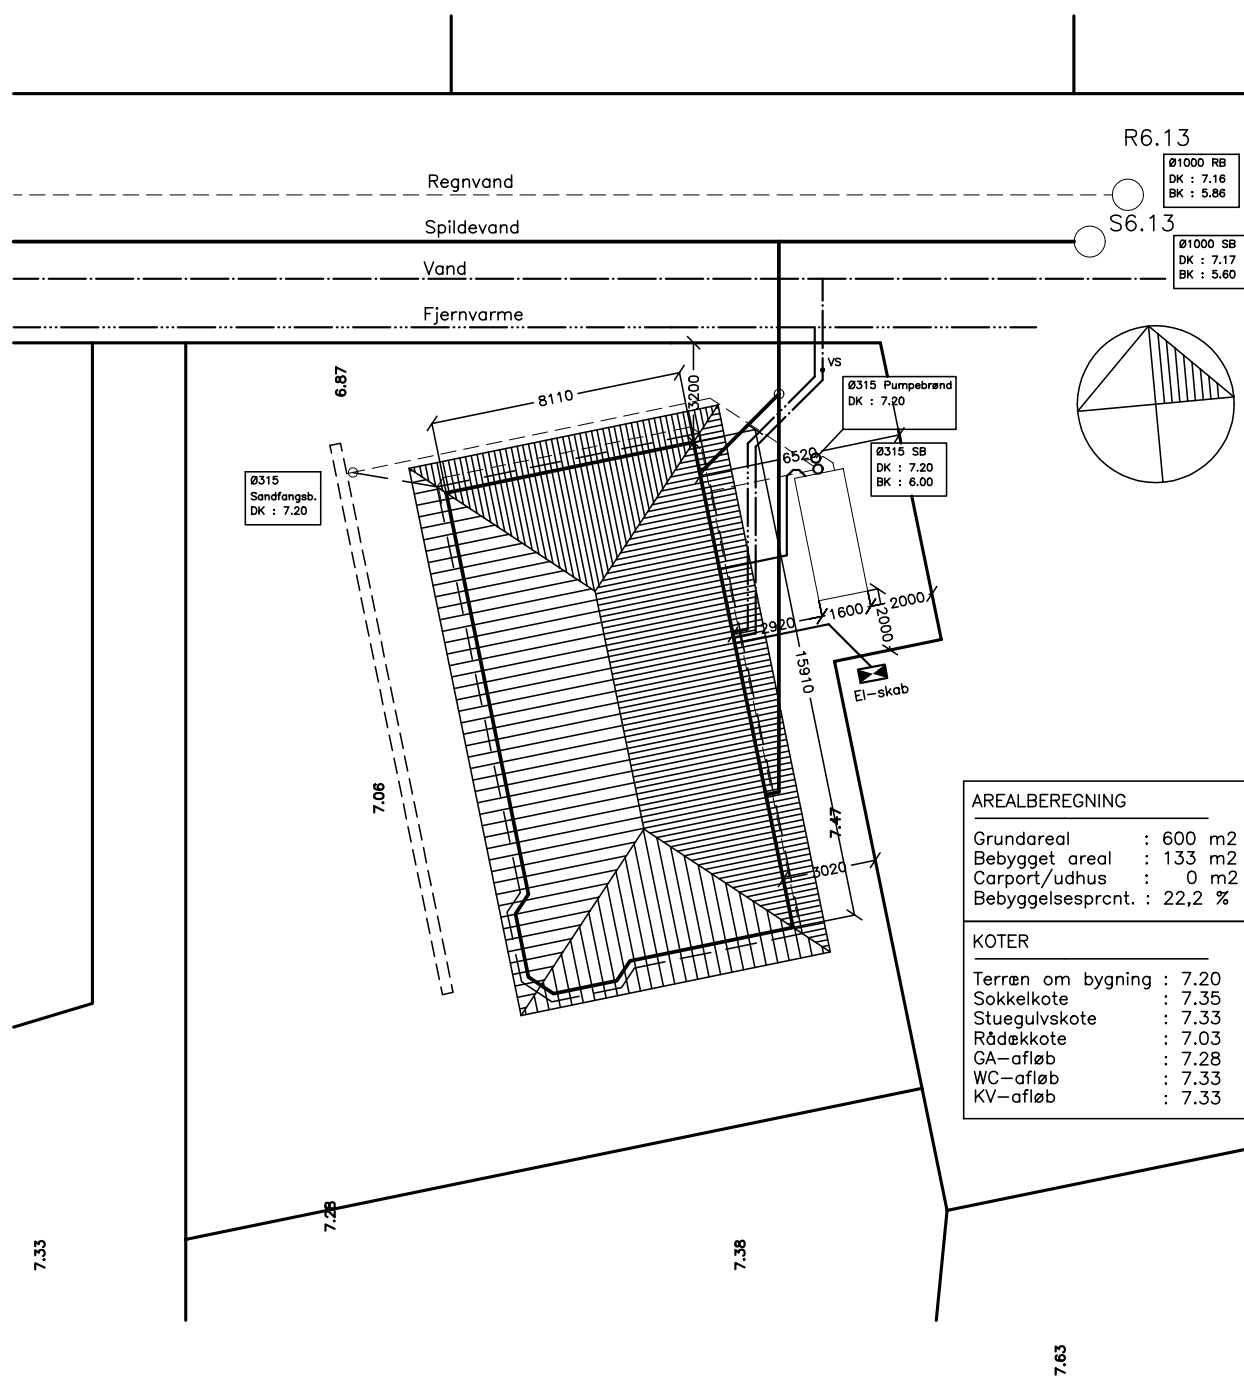 R6.13
Ø1000 RB
DK : 7.16
BK : 5.86
Regnvand
S6.13
Spildevand
Ø1000 SB
DK : 7.17
BK : 5.60
Vand
Fjernvarme
VS
6.87
8110
3200
Ø315 Pumpebrønd
DK : 7.20
6520
Ø315 SB
DK : 7.20
BK : 6.00
Ø315
Sandfangsb.
DK : 7.20
2920
1600
2000
2000
15910
El-skab
7.06
7.47
3020
AREALBEREGNING
Grundareal : 600 m2
Bebygget areal : 133 m2
Carport/udhus : 0 m2
Bebyggelsesprcnt. : 22,2 %
KOTER
Terræn om bygning : 7.20
Sokkelkote : 7.35
Stuegulvskote : 7.33
Rådækkote : 7.03
GA-afløb : 7.28
WC-afløb : 7.33
KV-afløb : 7.33
7.28
7.33
7.38
7.63